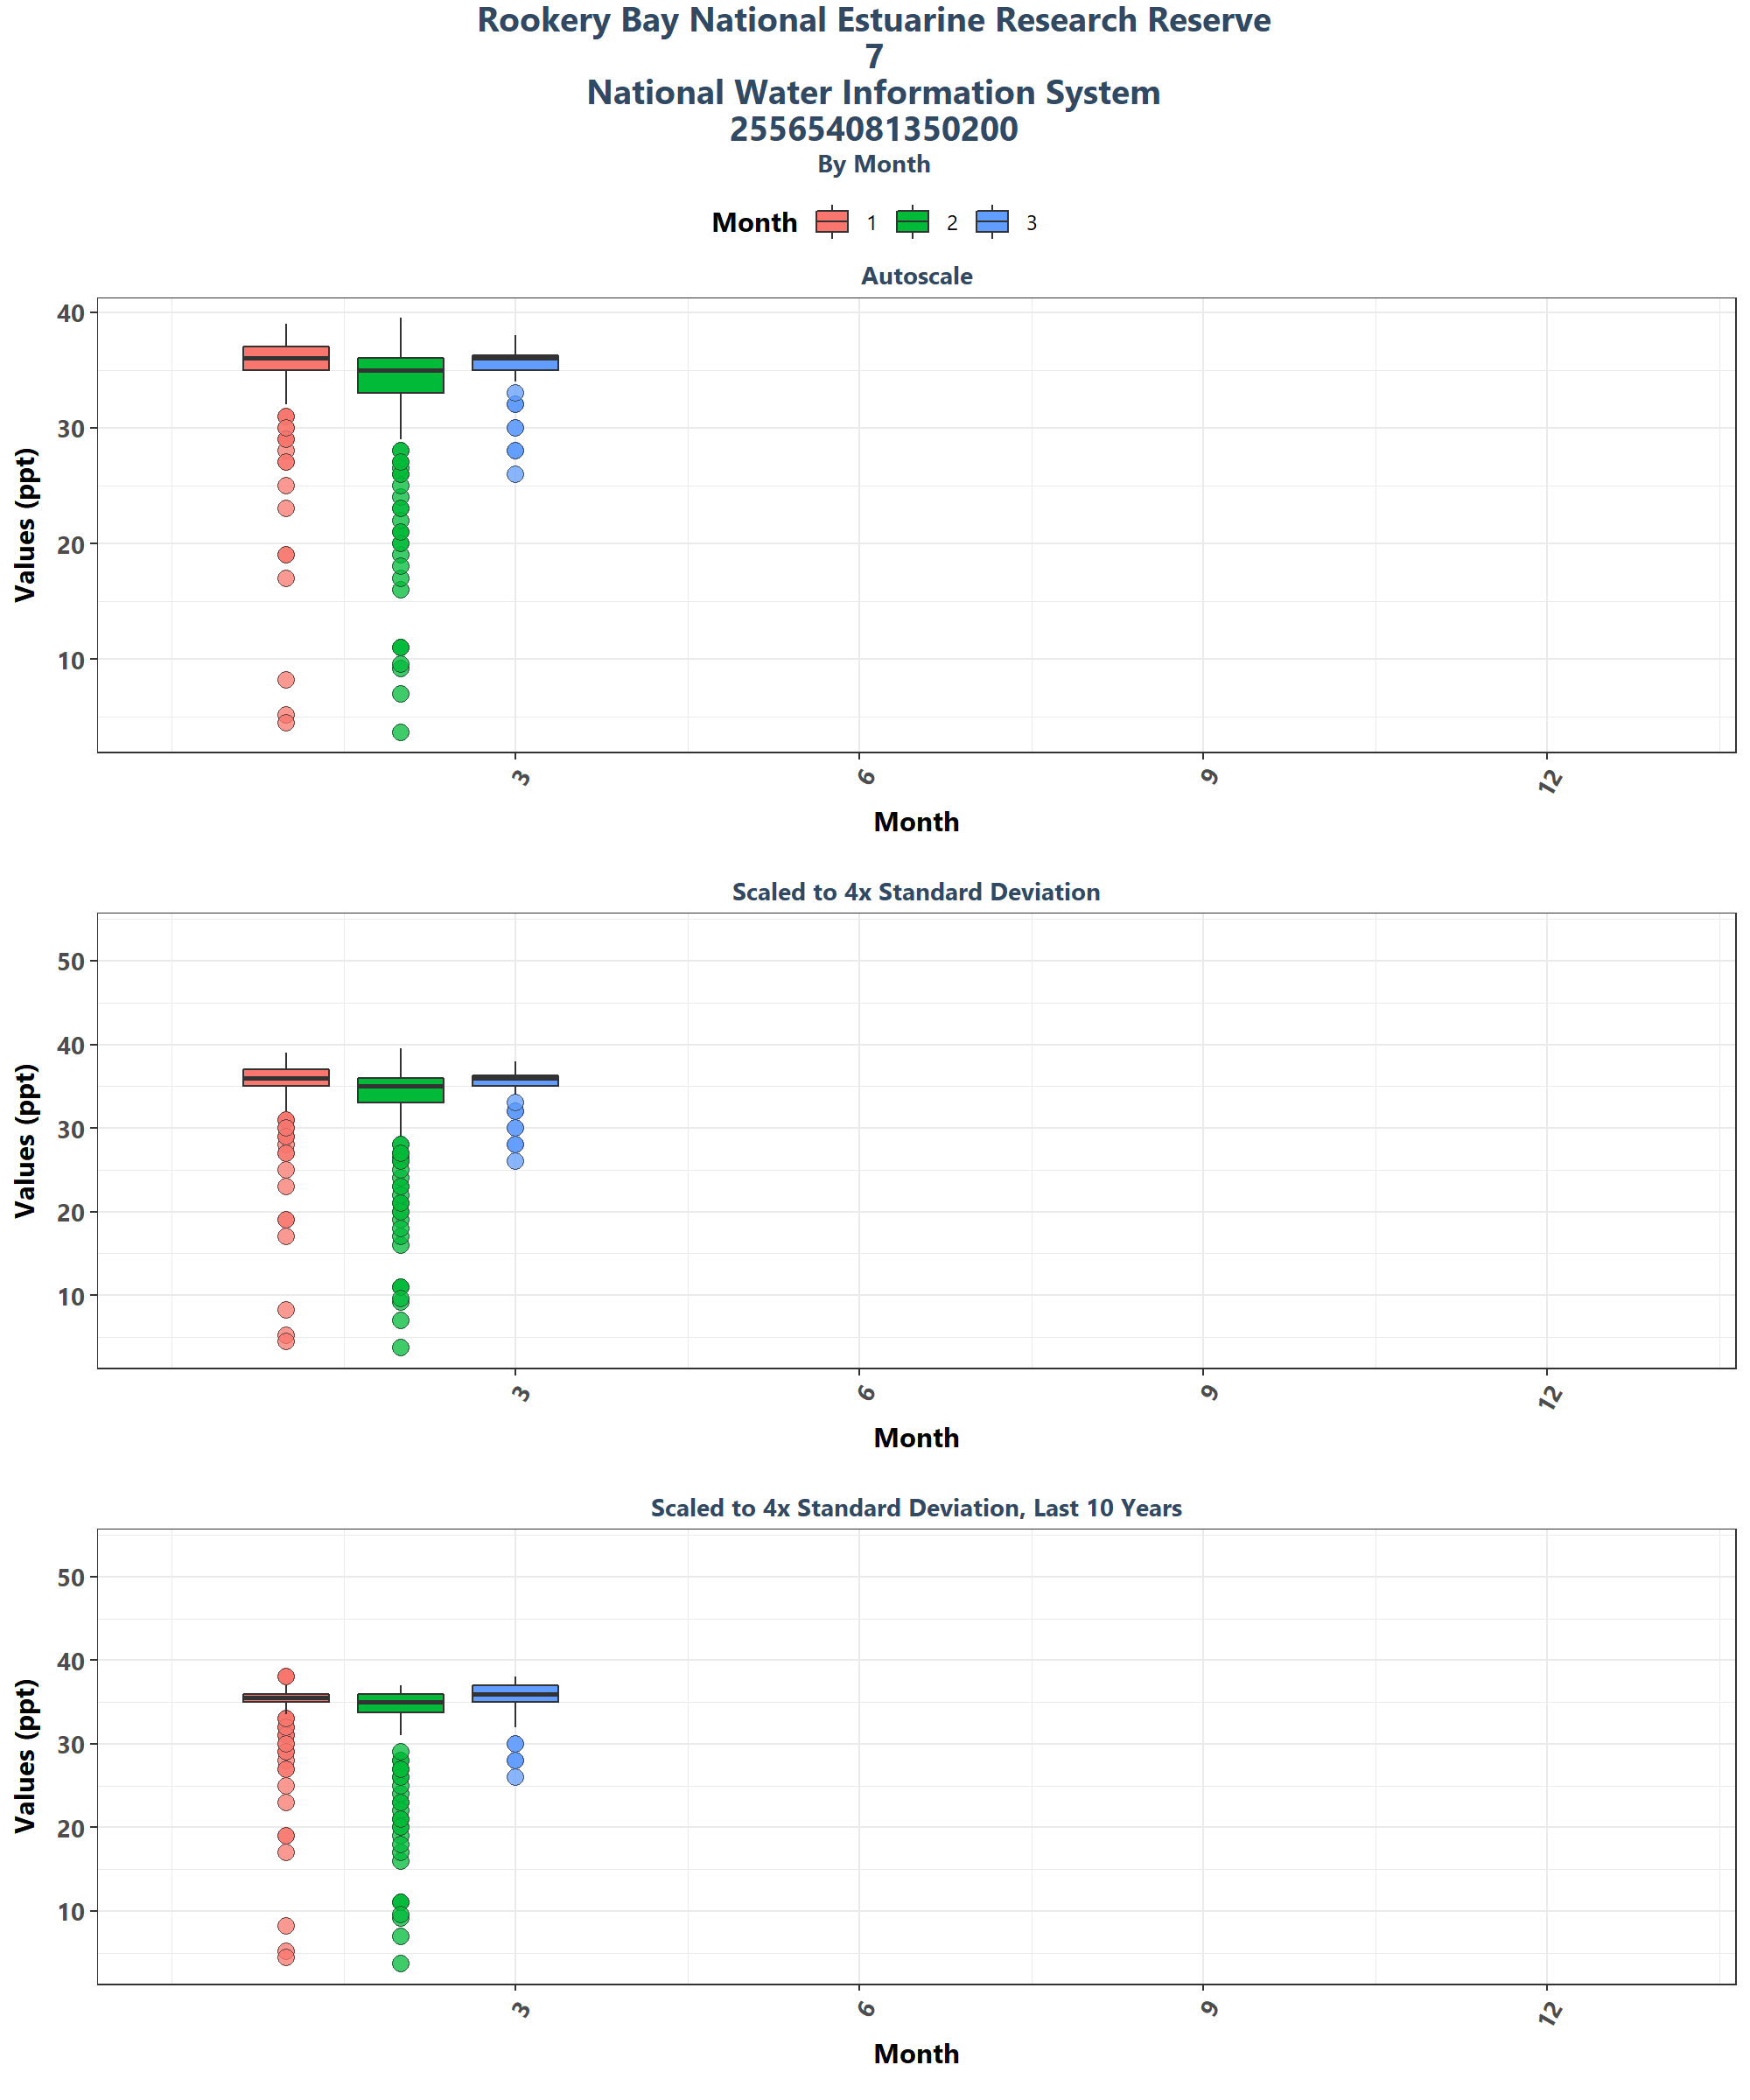 Rookery Bay National Estuarine Research Reserve
7
National Water Information System
255654081350200
By Month
Month 1 2 3
Autoscale
40
30
20
10
Values (ppt)
3 6 9 12
Month
Scaled to 4x Standard Deviation
50
40
30
20
10
Values (ppt)
3 6 9 12
Month
Scaled to 4x Standard Deviation, Last 10 Years
50
40
30
20
10
Values (ppt)
3 6 9 12
Month